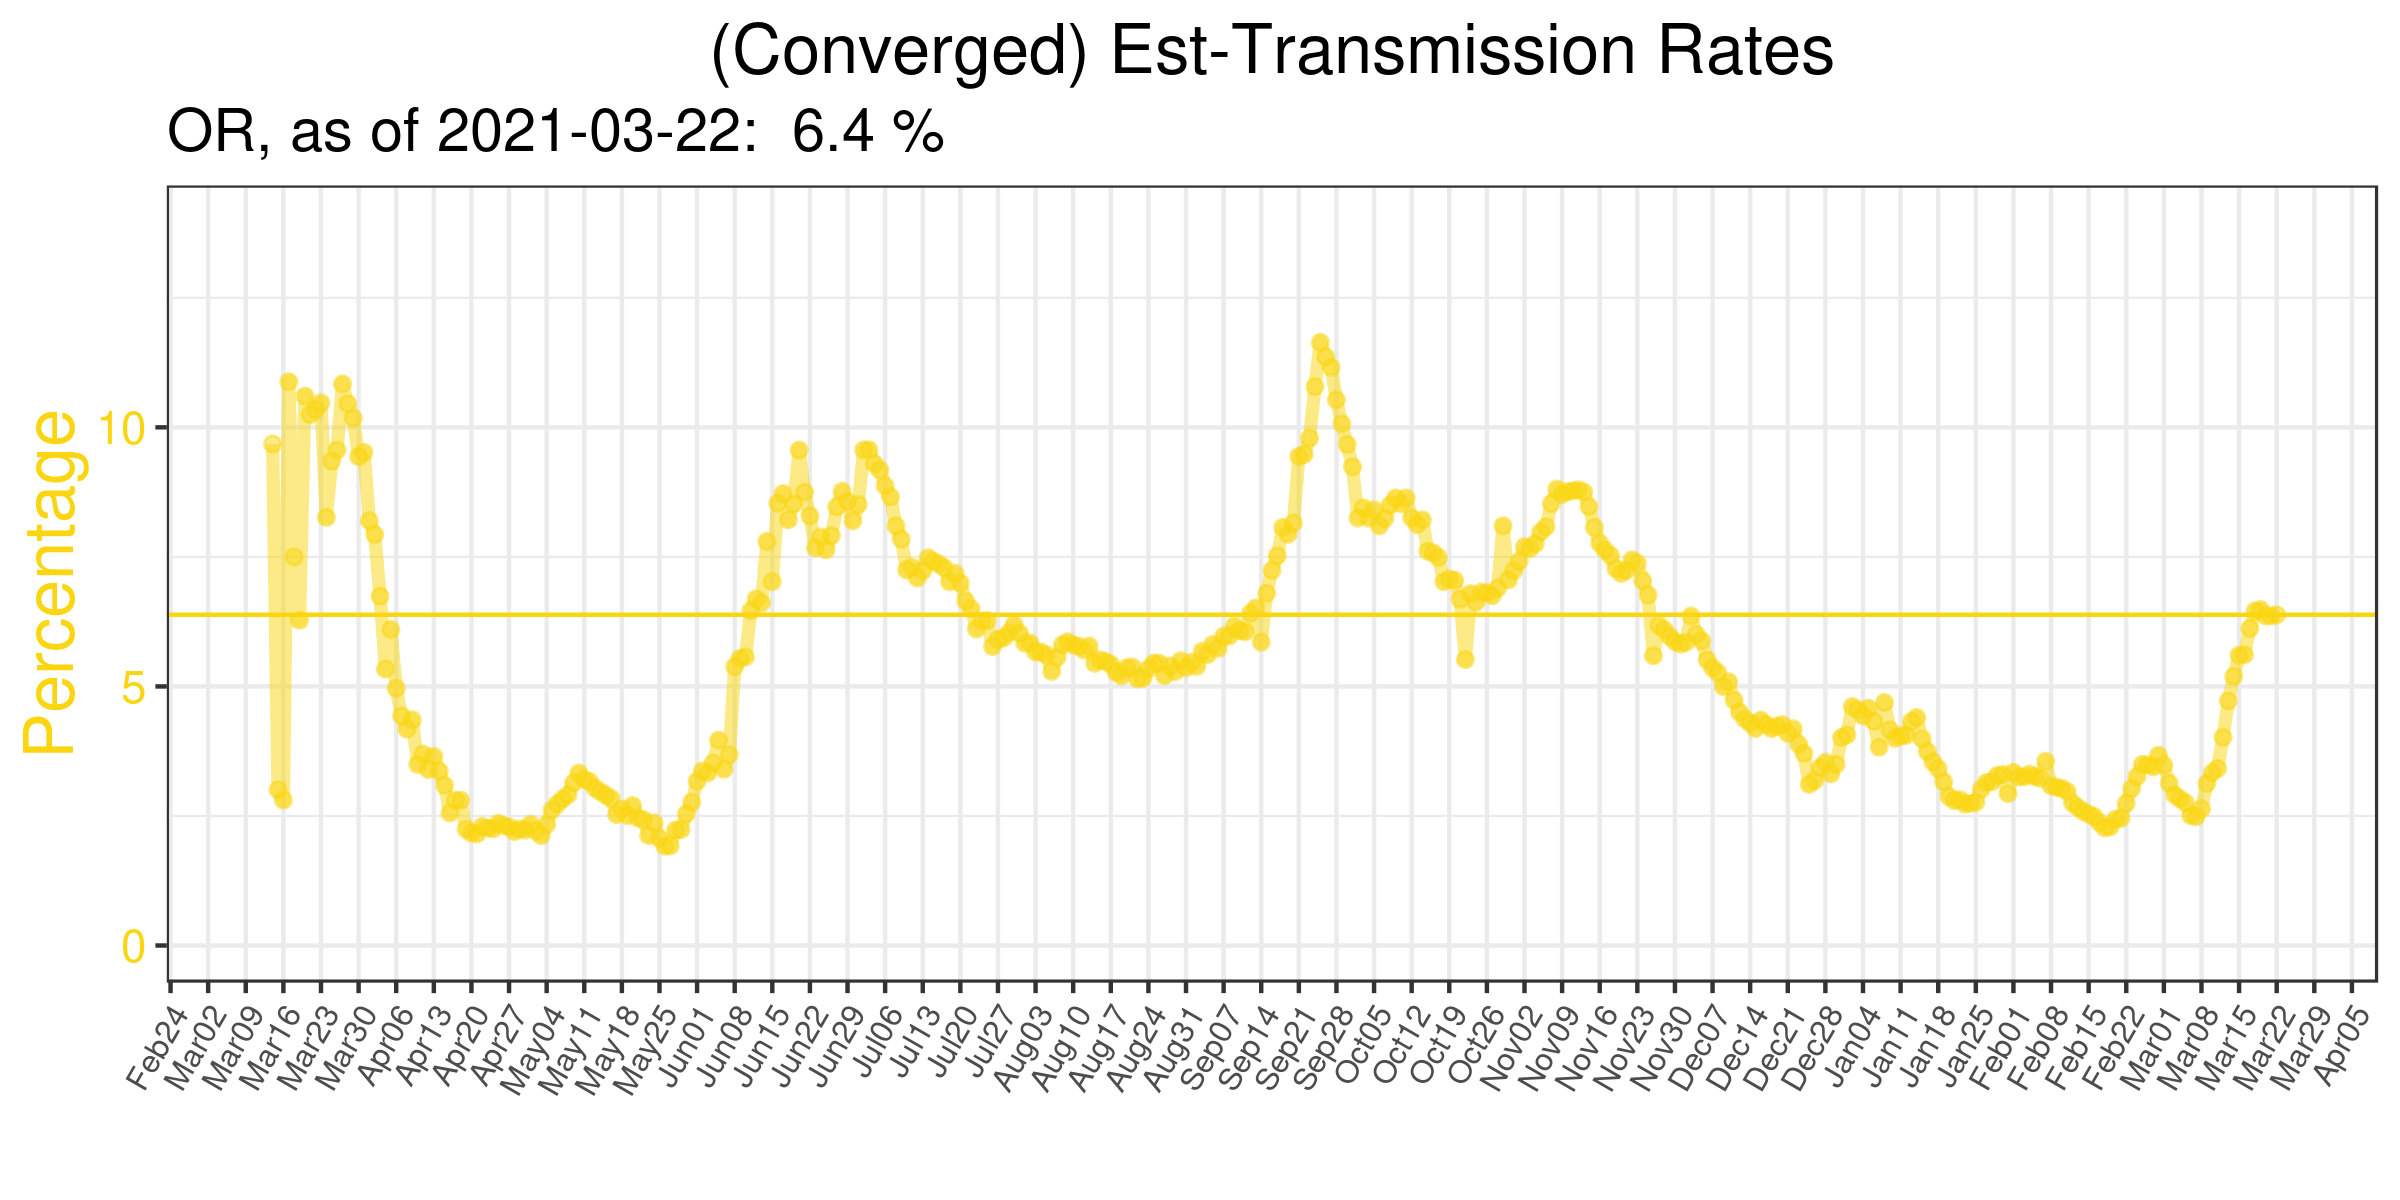 (Converged) Est-Transmission Rates
OR, as of 2021-03-22:  6.4 %
Percentage
10
5
0
Feb24
Mar02
Mar09
Mar16
Mar23
Mar30
Apr06
Apr13
Apr20
Apr27
May04
May11
May18
May25
Jun01
Jun08
Jun15
Jun22
Jun29
Jul06
Jul13
Jul20
Jul27
Aug03
Aug10
Aug17
Aug24
Aug31
Sep07
Sep14
Sep21
Sep28
Oct05
Oct12
Oct19
Oct26
Nov02
Nov09
Nov16
Nov23
Nov30
Dec07
Dec14
Dec21
Dec28
Jan04
Jan11
Jan18
Jan25
Feb01
Feb08
Feb15
Feb22
Mar01
Mar08
Mar15
Mar22
Mar29
Apr05